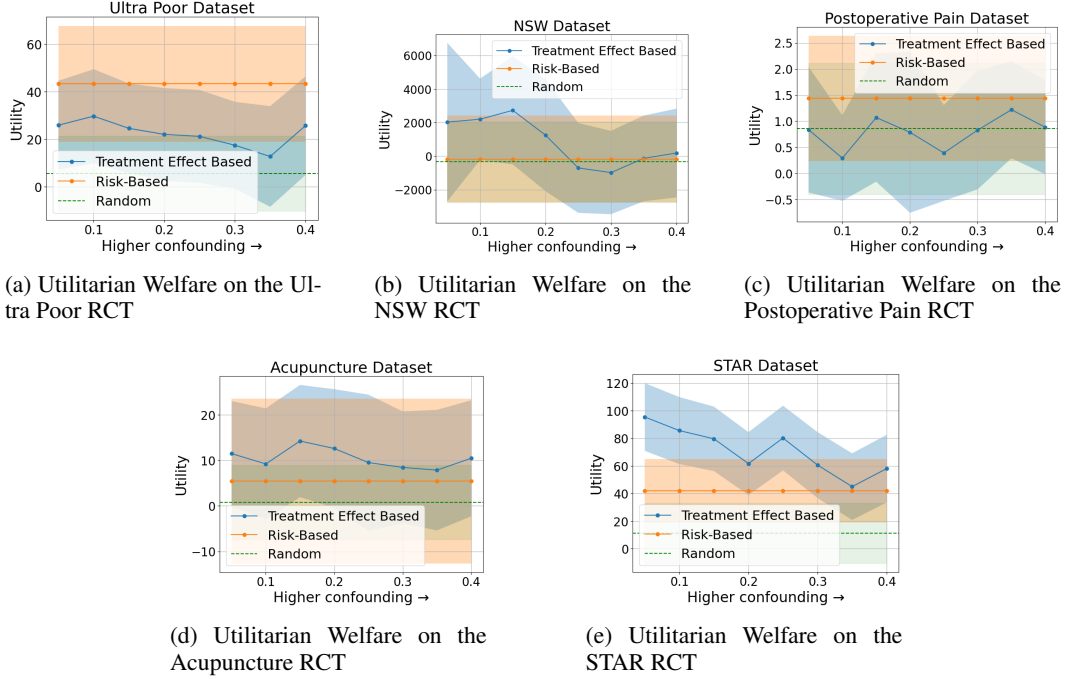 Ultra Poor Dataset
60
40
20
0
Utility
Treatment Effect Based
Risk-Based
Random
0.1
0.2
0.3
0.4
Higher confounding →
(a) Utilitarian Welfare on the Ul-
tra Poor RCT
NSW Dataset
6000
4000
2000
0
−2000
Utility
Treatment Effect Based
Risk-Based
Random
0.1
0.2
0.3
0.4
Higher confounding →
(b) Utilitarian Welfare on the
NSW RCT
Postoperative Pain Dataset
2.5
2.0
1.5
1.0
0.5
0.0
−0.5
Utility
Treatment Effect Based
Risk-Based
Random
0.1
0.2
0.3
0.4
Higher confounding →
(c) Utilitarian Welfare on the
Postoperative Pain RCT
Acupuncture Dataset
20
10
0
−10
Utility
Treatment Effect Based
Risk-Based
Random
0.1
0.2
0.3
0.4
Higher confounding →
(d) Utilitarian Welfare on the
Acupuncture RCT
STAR Dataset
120
100
80
60
40
20
0
Utility
Treatment Effect Based
Risk-Based
Random
0.1
0.2
0.3
0.4
Higher confounding →
(e) Utilitarian Welfare on the
STAR RCT